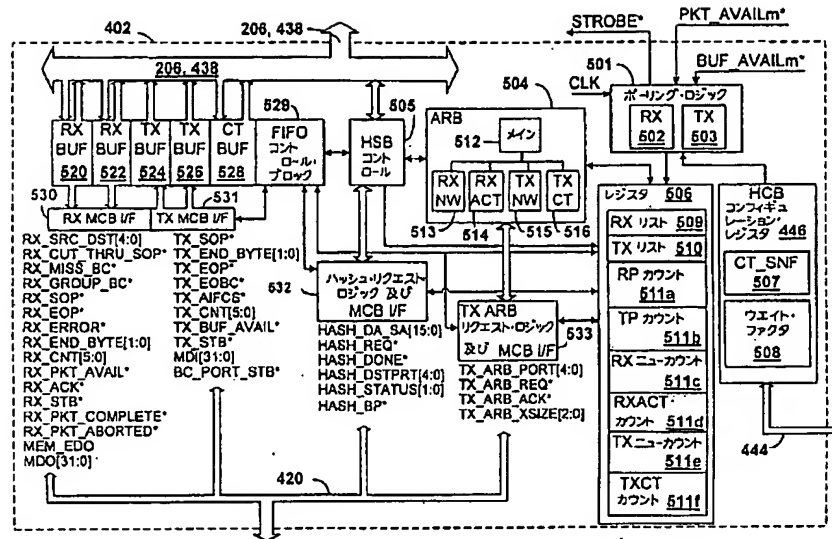 402
206, 438
STROBE*
PKT_AVAILm*
206, 438
501
BUF_AVAILm*
CLK
ポーリング・ロジック
RX
502
TX
503
529
505
504
RX
BUF
520
RX
BUF
522
TX
BUF
524
TX
BUF
526
CT
BUF
528
FIFO
コント
ロール・
ブロック
HSB
コント
ロール
ARB
512
メイン
RX
NW
RX
ACT
TX
NW
TX
CT
513
514
515
516
530
531
RX MCB I/F
TX MCB I/F
レジスタ 506
RX リスト 509
TX リスト 510
RP カウント
511a
TP カウント
511b
RX ニューカウント
511c
RXACT
カウント 511d
TX ニューカウント
511e
TXCT
カウント 511f
HCB
コンフィギュ
レーション・
レジスタ 446
CT_SNF
507
ウエイト・
ファクタ
508
444
RX_SRC_DST[4:0]
RX_CUT_THRU_SOP*
RX_MISS_BC*
RX_GROUP_BC*
RX_SOP*
RX_EOP*
RX_ERROR*
RX_END_BYTE[1:0]
RX_CNT[5:0]
RX_PKT_AVAIL*
RX_ACK*
RX_STB*
RX_PKT_COMPLETE*
RX_PKT_ABORTED*
MEM_EDO
MDO[31:0]
TX_SOP*
TX_END_BYTE[1:0]
TX_EOP*
TX_EOBC*
TX_AIFCS*
TX_CNT[5:0]
TX_BUF_AVAIL*
TX_STB*
MDI[31:0]
BC_PORT_STB*
532
ハッシュ・リクエスト・
ロジック 及び
MCB I/F
HASH_DA_SA[15:0]
HASH_REQ*
HASH_DONE*
HASH_DSTPRT[4:0]
HASH_STATUS[1:0]
HASH_BP*
TX ARB
リクエスト・ロジック
及び MCB I/F
533
TX_ARB_PORT[4:0]
TX_ARB_REQ*
TX_ARB_ACK*
TX_ARB_XSIZE[2:0]
420